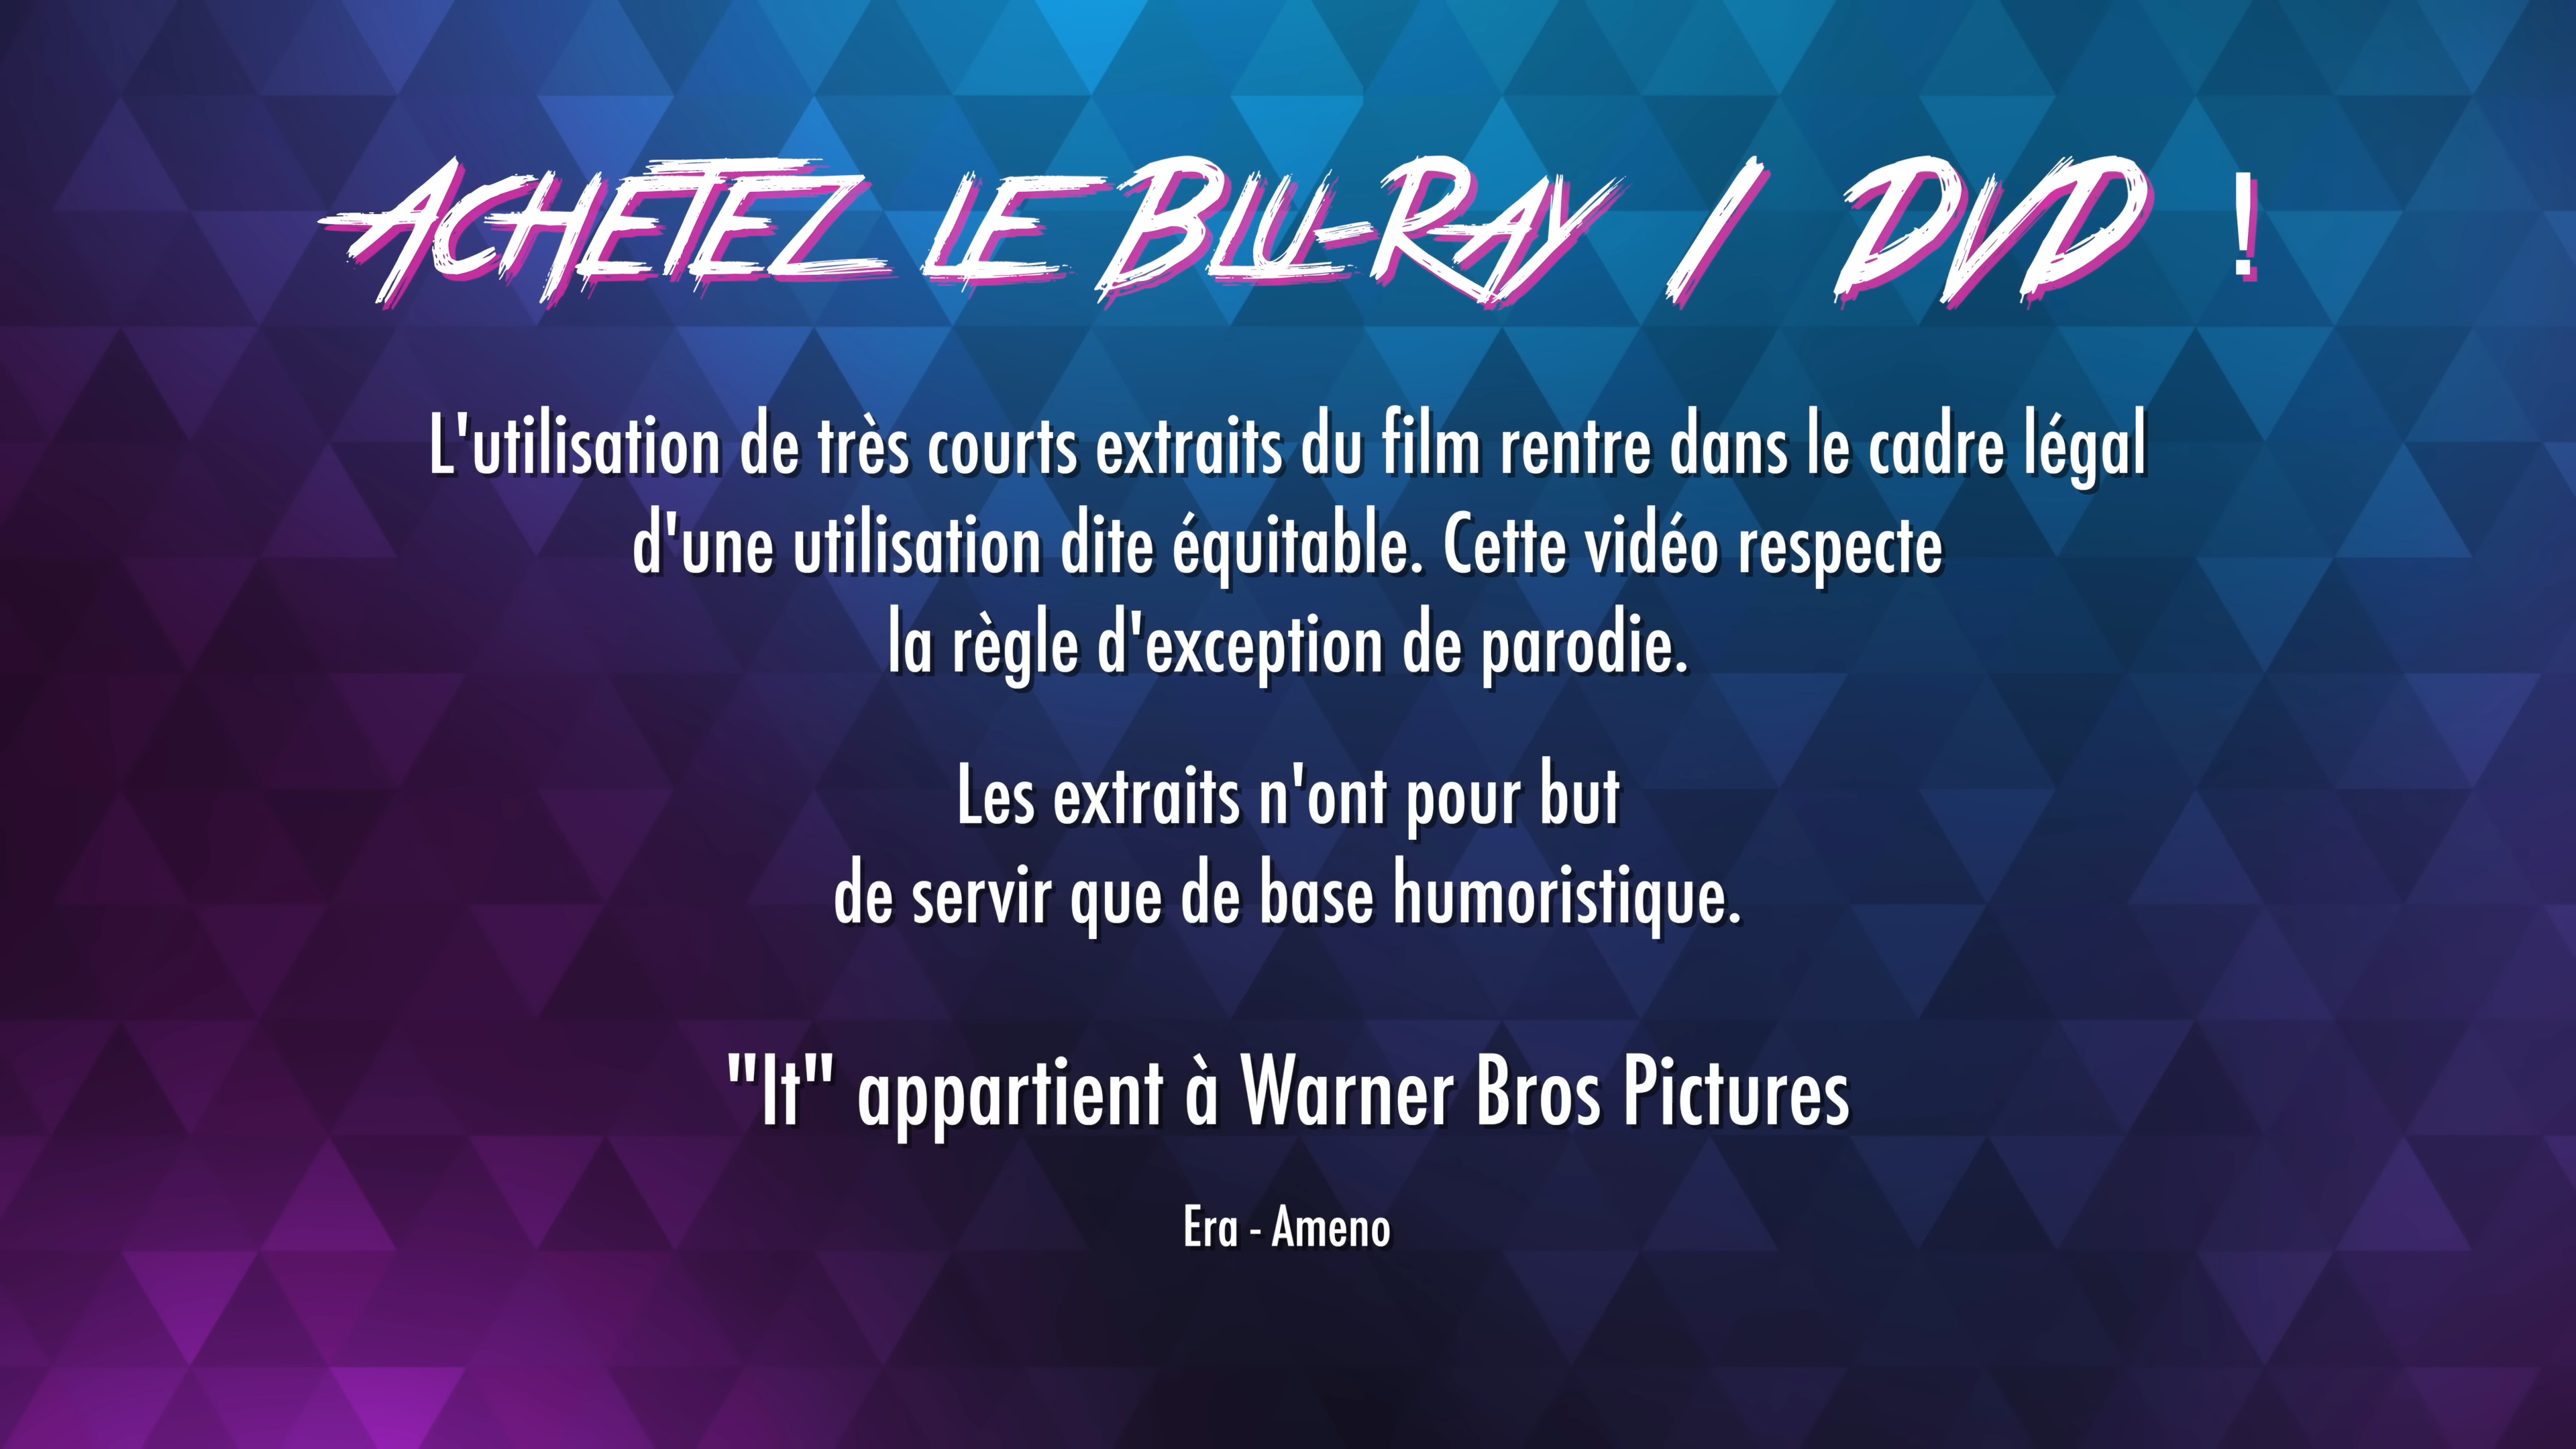 ACHETEZ LE BLU-RAY / DVD !
L'utilisation de très courts extraits du film rentre dans le cadre légal
d'une utilisation dite équitable. Cette vidéo respecte
la règle d'exception de parodie.
Les extraits n'ont pour but
de servir que de base humoristique.
"It" appartient à Warner Bros Pictures
Era - Ameno